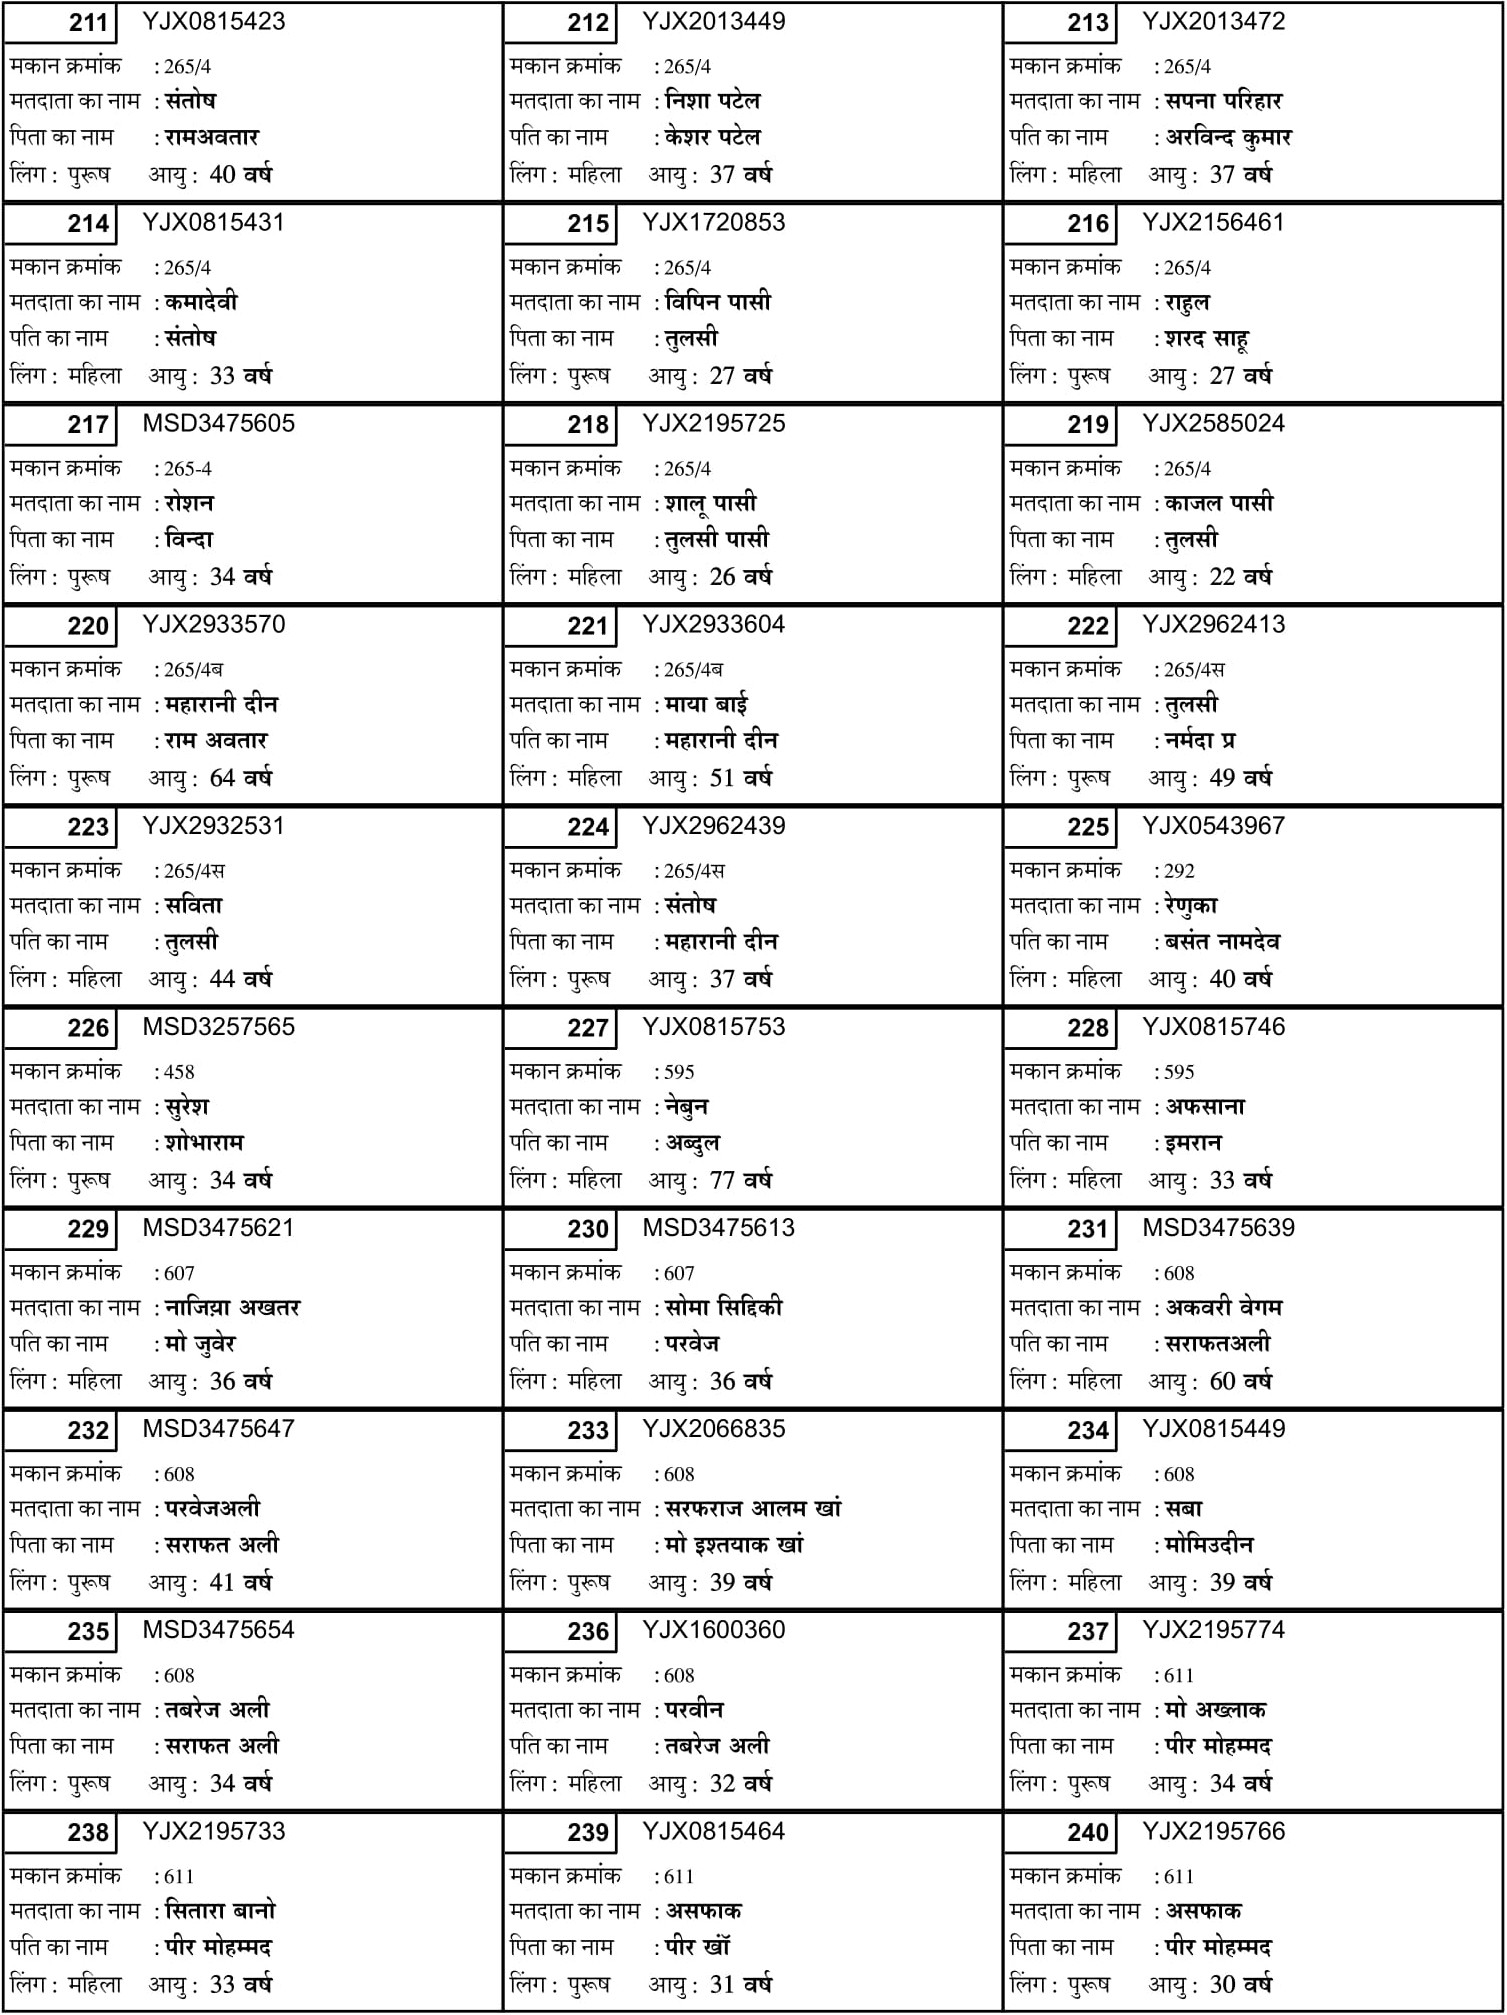 211 YJX0815423
मकान क्रमांक : 265/4
मतदाता का नाम : संतोष
पिता का नाम : रामअवतार
लिंग : पुरूष आयु : 40 वर्ष
212 YJX2013449
मकान क्रमांक : 265/4
मतदाता का नाम : निशा पटेल
पति का नाम : केशर पटेल
लिंग : महिला आयु : 37 वर्ष
213 YJX2013472
मकान क्रमांक : 265/4
मतदाता का नाम : सपना परिहार
पति का नाम : अरविन्द कुमार
लिंग : महिला आयु : 37 वर्ष
214 YJX0815431
मकान क्रमांक : 265/4
मतदाता का नाम : कमादेवी
पति का नाम : संतोष
लिंग : महिला आयु : 33 वर्ष
215 YJX1720853
मकान क्रमांक : 265/4
मतदाता का नाम : विपिन पासी
पिता का नाम : तुलसी
लिंग : पुरूष आयु : 27 वर्ष
216 YJX2156461
मकान क्रमांक : 265/4
मतदाता का नाम : राहुल
पिता का नाम : शरद साहू
लिंग : पुरूष आयु : 27 वर्ष
217 MSD3475605
मकान क्रमांक : 265-4
मतदाता का नाम : रोशन
पिता का नाम : विन्दा
लिंग : पुरूष आयु : 34 वर्ष
218 YJX2195725
मकान क्रमांक : 265/4
मतदाता का नाम : शालू पासी
पिता का नाम : तुलसी पासी
लिंग : महिला आयु : 26 वर्ष
219 YJX2585024
मकान क्रमांक : 265/4
मतदाता का नाम : काजल पासी
पिता का नाम : तुलसी
लिंग : महिला आयु : 22 वर्ष
220 YJX2933570
मकान क्रमांक : 265/4ब
मतदाता का नाम : महारानी दीन
पिता का नाम : राम अवतार
लिंग : पुरूष आयु : 64 वर्ष
221 YJX2933604
मकान क्रमांक : 265/4ब
मतदाता का नाम : माया बाई
पति का नाम : महारानी दीन
लिंग : महिला आयु : 51 वर्ष
222 YJX2962413
मकान क्रमांक : 265/4स
मतदाता का नाम : तुलसी
पिता का नाम : नर्मदा प्र
लिंग : पुरूष आयु : 49 वर्ष
223 YJX2932531
मकान क्रमांक : 265/4स
मतदाता का नाम : सविता
पति का नाम : तुलसी
लिंग : महिला आयु : 44 वर्ष
224 YJX2962439
मकान क्रमांक : 265/4स
मतदाता का नाम : संतोष
पिता का नाम : महारानी दीन
लिंग : पुरूष आयु : 37 वर्ष
225 YJX0543967
मकान क्रमांक : 292
मतदाता का नाम : रेणुका
पति का नाम : बसंत नामदेव
लिंग : महिला आयु : 40 वर्ष
226 MSD3257565
मकान क्रमांक : 458
मतदाता का नाम : सुरेश
पिता का नाम : शोभाराम
लिंग : पुरूष आयु : 34 वर्ष
227 YJX0815753
मकान क्रमांक : 595
मतदाता का नाम : नेबुन
पति का नाम : अब्दुल
लिंग : महिला आयु : 77 वर्ष
228 YJX0815746
मकान क्रमांक : 595
मतदाता का नाम : अफसाना
पति का नाम : इमरान
लिंग : महिला आयु : 33 वर्ष
229 MSD3475621
मकान क्रमांक : 607
मतदाता का नाम : नाजिय़ा अखतर
पति का नाम : मो जुवेर
लिंग : महिला आयु : 36 वर्ष
230 MSD3475613
मकान क्रमांक : 607
मतदाता का नाम : सोमा सिद्दिकी
पति का नाम : परवेज
लिंग : महिला आयु : 36 वर्ष
231 MSD3475639
मकान क्रमांक : 608
मतदाता का नाम : अकवरी वेगम
पति का नाम : सराफतअली
लिंग : महिला आयु : 60 वर्ष
232 MSD3475647
मकान क्रमांक : 608
मतदाता का नाम : परवेजअली
पिता का नाम : सराफत अली
लिंग : पुरूष आयु : 41 वर्ष
233 YJX2066835
मकान क्रमांक : 608
मतदाता का नाम : सरफराज आलम खां
पिता का नाम : मो इश्तयाक खां
लिंग : पुरूष आयु : 39 वर्ष
234 YJX0815449
मकान क्रमांक : 608
मतदाता का नाम : सबा
पिता का नाम : मोमिउदीन
लिंग : महिला आयु : 39 वर्ष
235 MSD3475654
मकान क्रमांक : 608
मतदाता का नाम : तबरेज अली
पिता का नाम : सराफत अली
लिंग : पुरूष आयु : 34 वर्ष
236 YJX1600360
मकान क्रमांक : 608
मतदाता का नाम : परवीन
पति का नाम : तबरेज अली
लिंग : महिला आयु : 32 वर्ष
237 YJX2195774
मकान क्रमांक : 611
मतदाता का नाम : मो अख्लाक
पिता का नाम : पीर मोहम्मद
लिंग : पुरूष आयु : 34 वर्ष
238 YJX2195733
मकान क्रमांक : 611
मतदाता का नाम : सितारा बानो
पति का नाम : पीर मोहम्मद
लिंग : महिला आयु : 33 वर्ष
239 YJX0815464
मकान क्रमांक : 611
मतदाता का नाम : असफाक
पिता का नाम : पीर खॉ
लिंग : पुरूष आयु : 31 वर्ष
240 YJX2195766
मकान क्रमांक : 611
मतदाता का नाम : असफाक
पिता का नाम : पीर मोहम्मद
लिंग : पुरूष आयु : 30 वर्ष